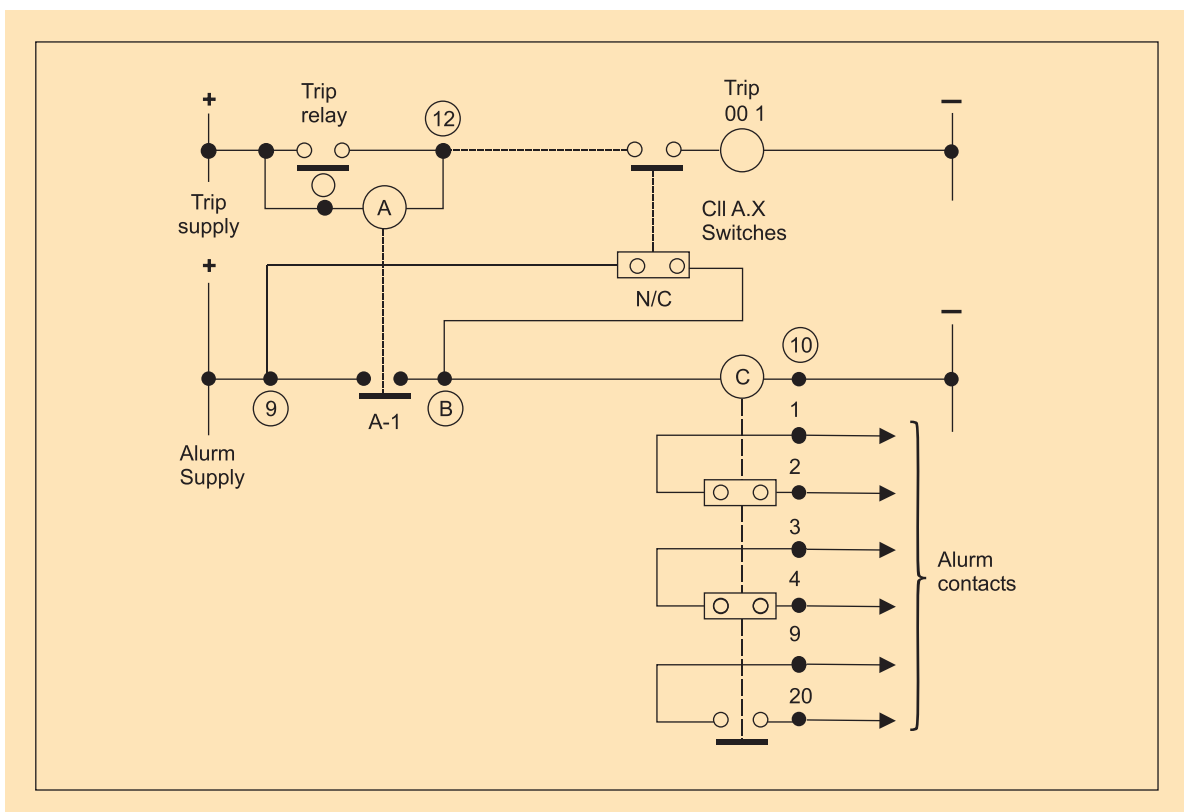 +
Trip
relay
12
Trip
00 1
−
Trip
supply
A
Cll A.X
Switches
+
N/C
−
9
A-1
B
C
10
Alurm
Supply
1
2
3
4
9
20
Alurm
contacts